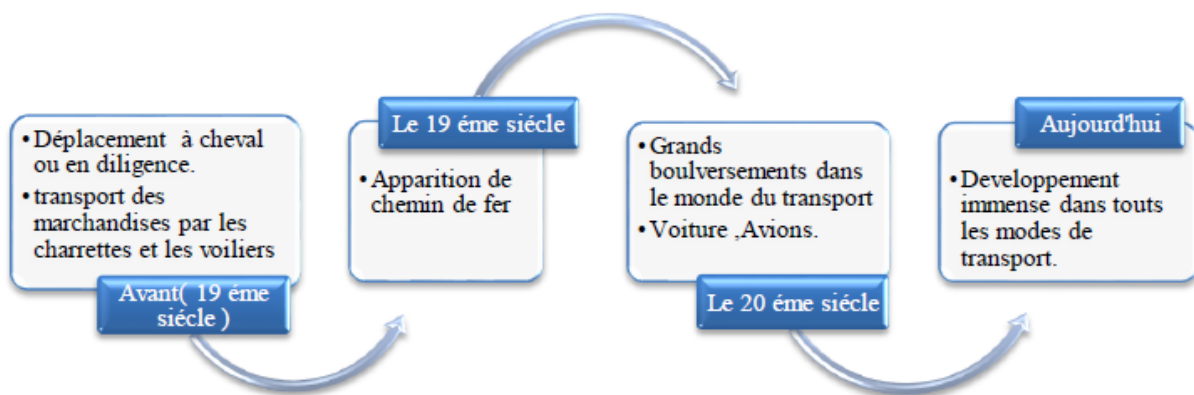 •Déplacement à cheval
ou en diligence.
•transport des
marchandises par les
charrettes et les voiliers
Avant( 19 éme
siécle )
Le 19 éme siécle
•Apparition de
chemin de fer
•Grands
boulversements dans
le monde du transport
•Voiture ,Avions.
Le 20 éme siécle
Aujourd'hui
•Developpement
immense dans touts
les modes de
transport.